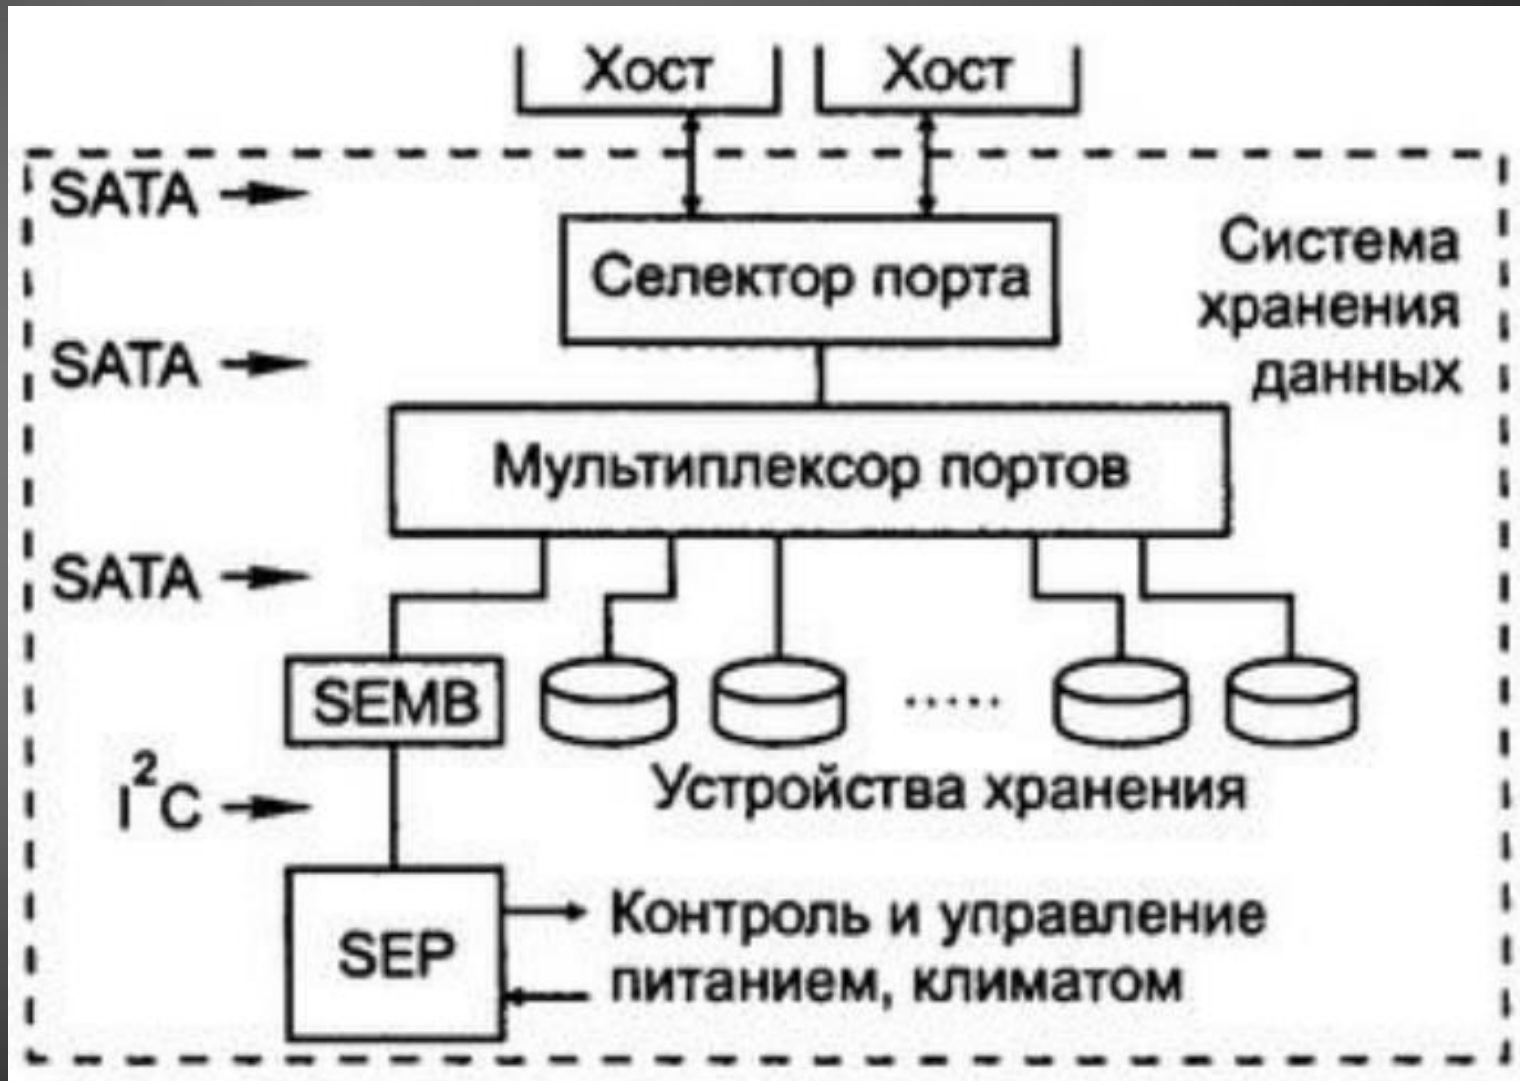 Хост
Хост
SATA
Селектор порта
Система
хранения
данных
SATA
Мультиплексор портов
SATA
SEMB
.....
Устройства хранения
I²C
SEP
Контроль и управление
питанием, климатом